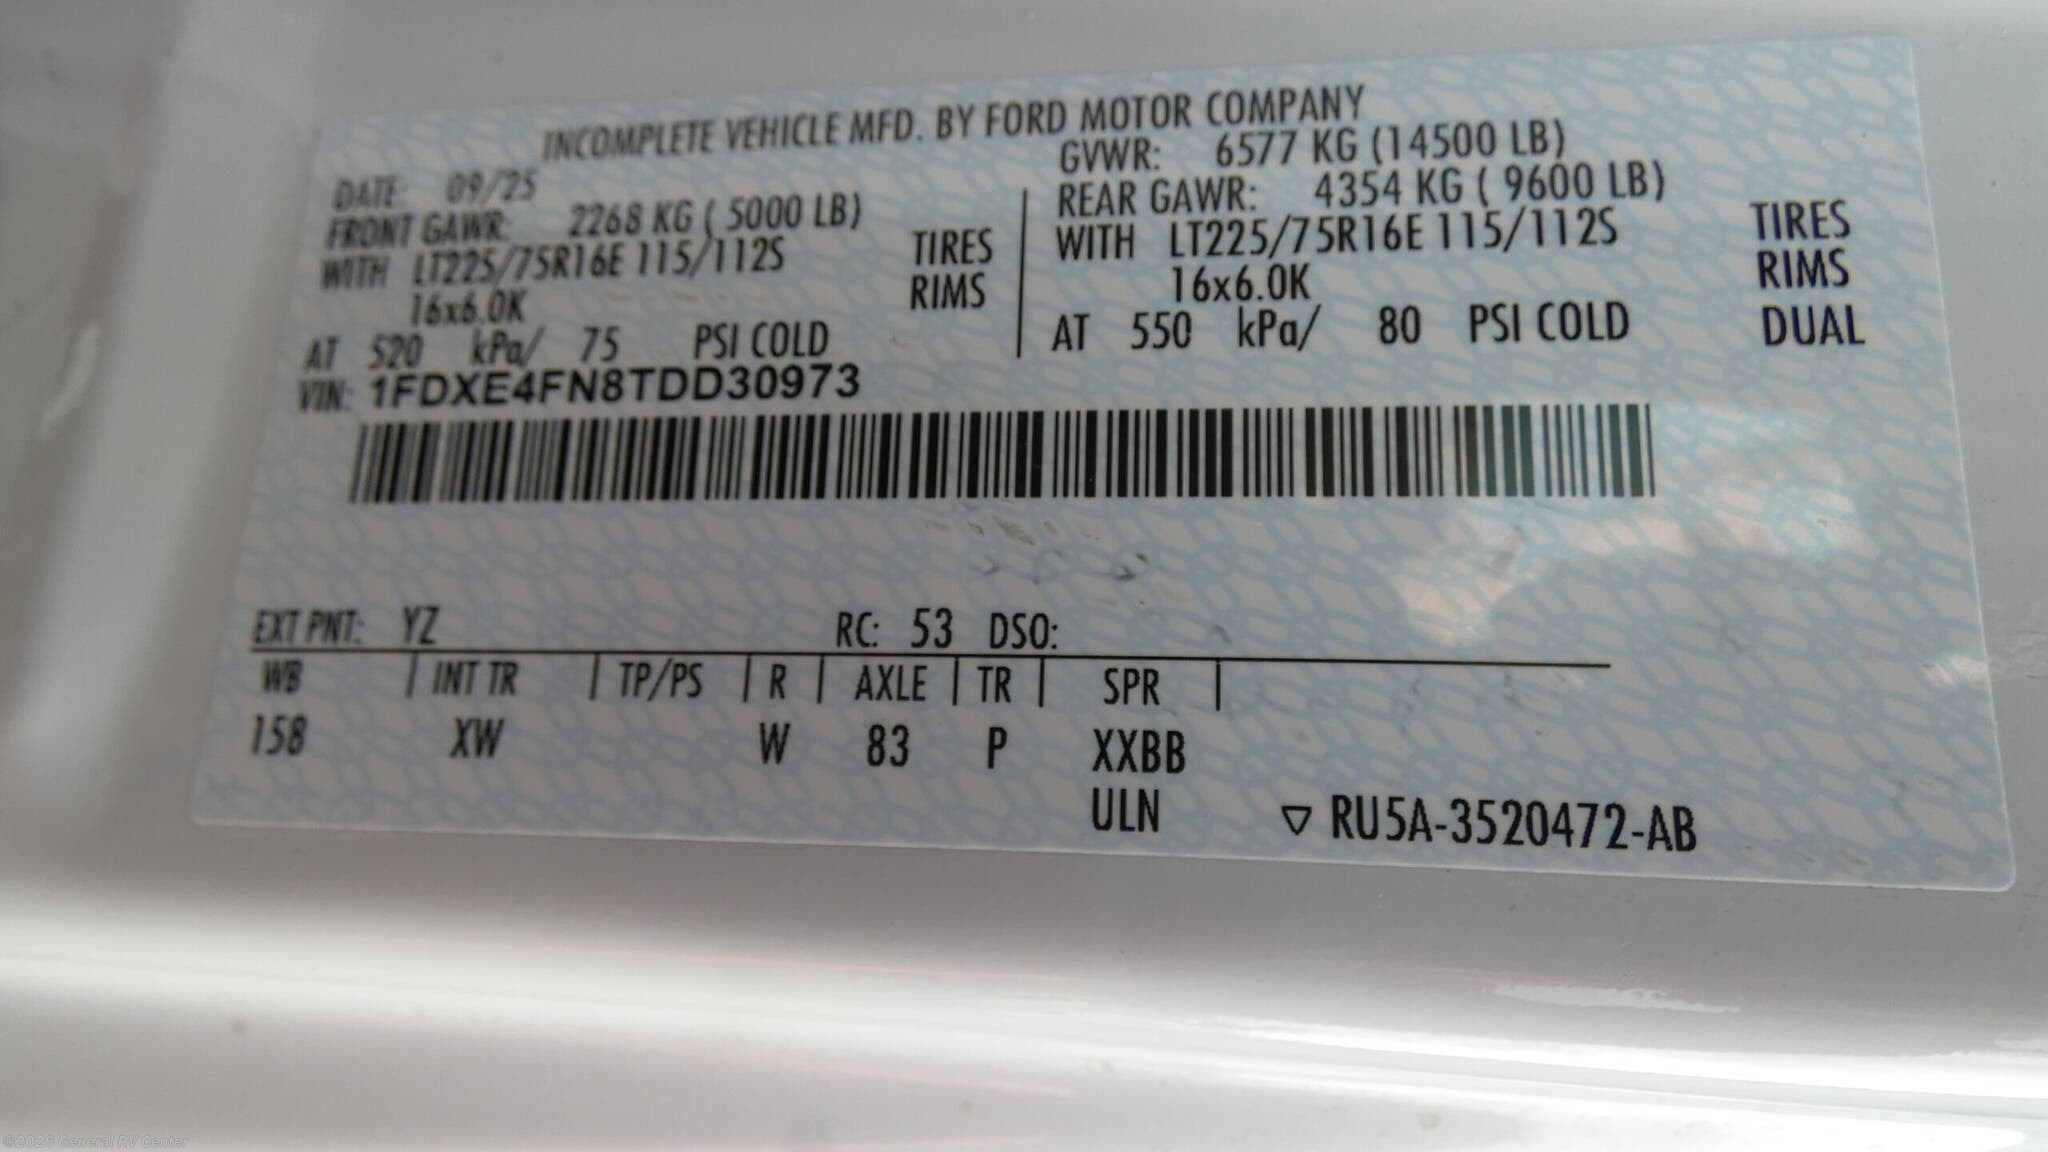 INCOMPLETE VEHICLE MFD. BY FORD MOTOR COMPANY
DATE: 09/25
GVWR: 6577 KG (14500 LB)
FRONT GAWR: 2268 KG ( 5000 LB)
WITH LT225/75R16E 115/112S TIRES
16x6.0K RIMS
AT 520 kPa/ 75 PSI COLD
REAR GAWR: 4354 KG ( 9600 LB)
WITH LT225/75R16E 115/112S TIRES
16x6.0K RIMS
AT 550 kPa/ 80 PSI COLD DUAL
VIN: 1FDXE4FN8TDD30973
EXT PNT: YZ RC: 53 DSO:
WB | INT TR | TP/PS | R | AXLE | TR | SPR |
158 XW W 83 P XXBB
ULN ▽ RU5A-3520472-AB
©2026 General RV Center